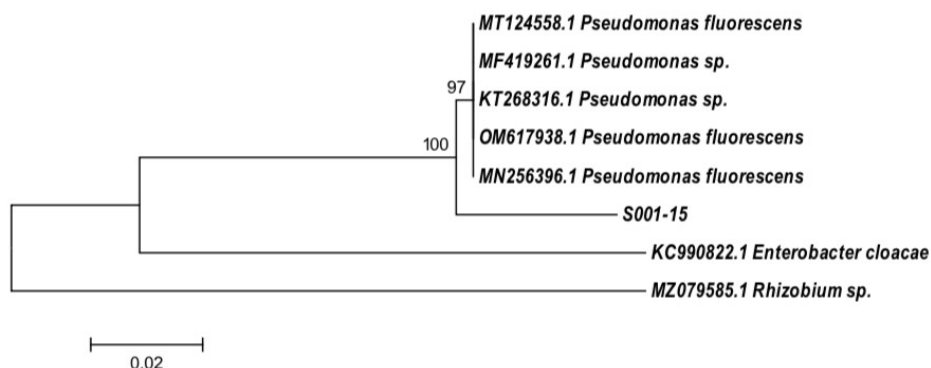 MT124558.1 Pseudomonas fluorescens
MF419261.1 Pseudomonas sp.
97
KT268316.1 Pseudomonas sp.
100
OM617938.1 Pseudomonas fluorescens
MN256396.1 Pseudomonas fluorescens
S001-15
KC990822.1 Enterobacter cloacae
MZ079585.1 Rhizobium sp.
0.02